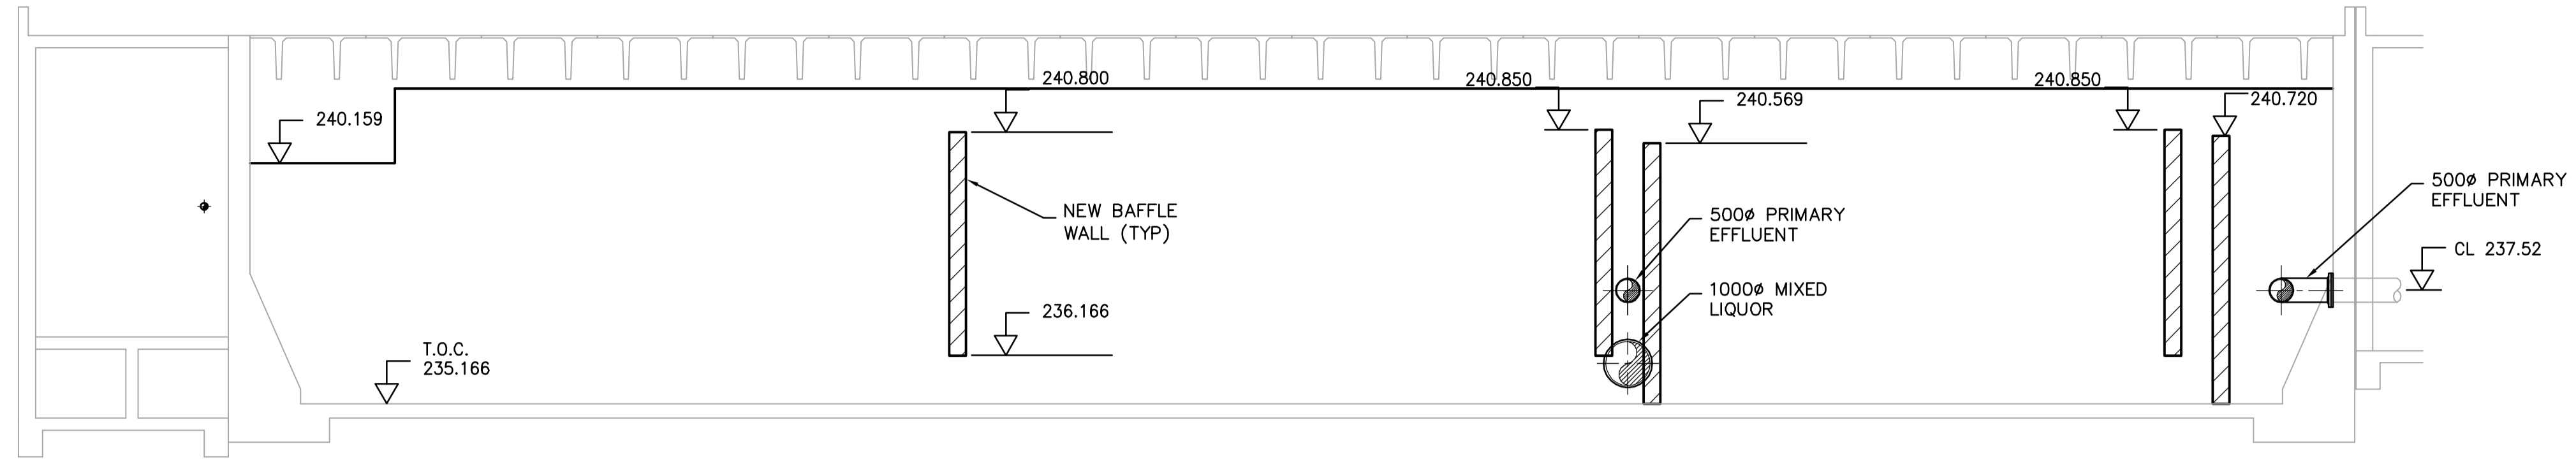 240.800
240.850
240.850
240.569
240.720
240.159
500ø PRIMARY
EFFLUENT
NEW BAFFLE
WALL (TYP)
500ø PRIMARY
EFFLUENT
CL 237.52
1000ø MIXED
LIQUOR
236.166
T.O.C.
235.166